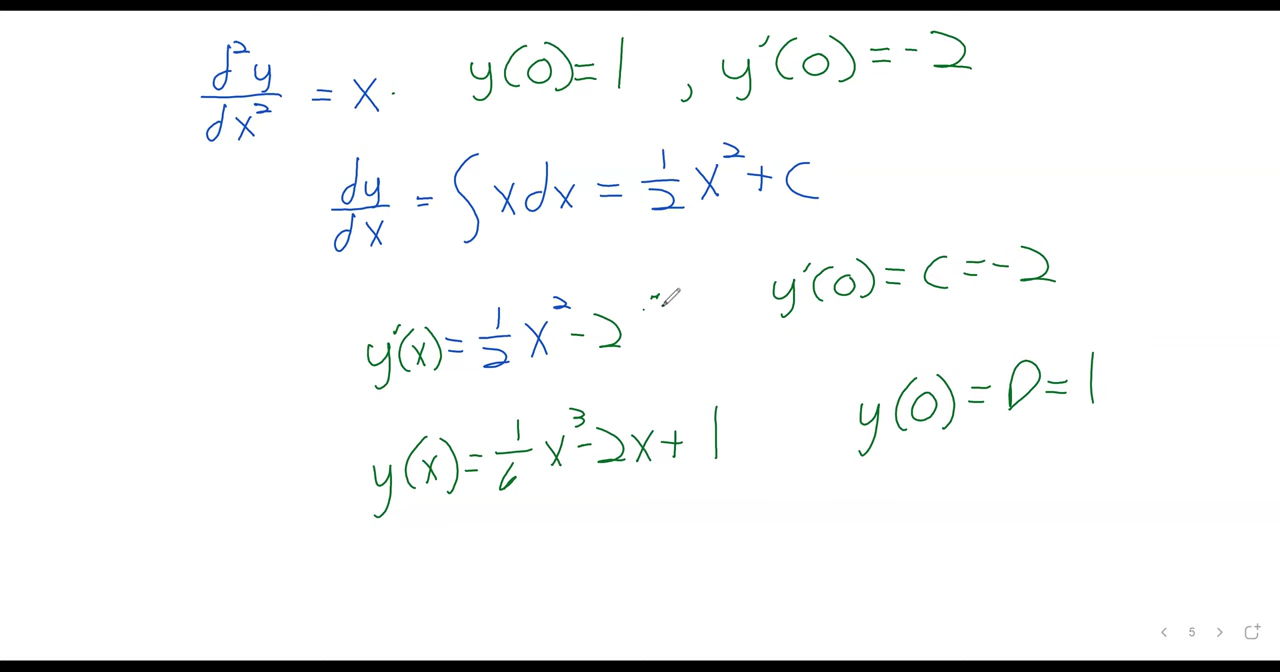 d²y/dx² = x. y(0)=1, y'(0)=-2
dy/dx = ∫xdx = 1/2 x² + C
y'(0)= C =-2
y'(x)= 1/2 x² -2
y(0)= D= 1
y(x)= 1/6 x³-2x+ 1
5